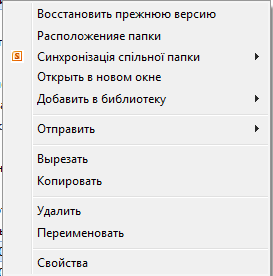 Восстановить прежнюю версию
Расположение папки
Синхронізація спільної папки
Открыть в новом окне
Добавить в библиотеку
Отправить
Вырезать
Копировать
Удалить
Переименовать
Свойства